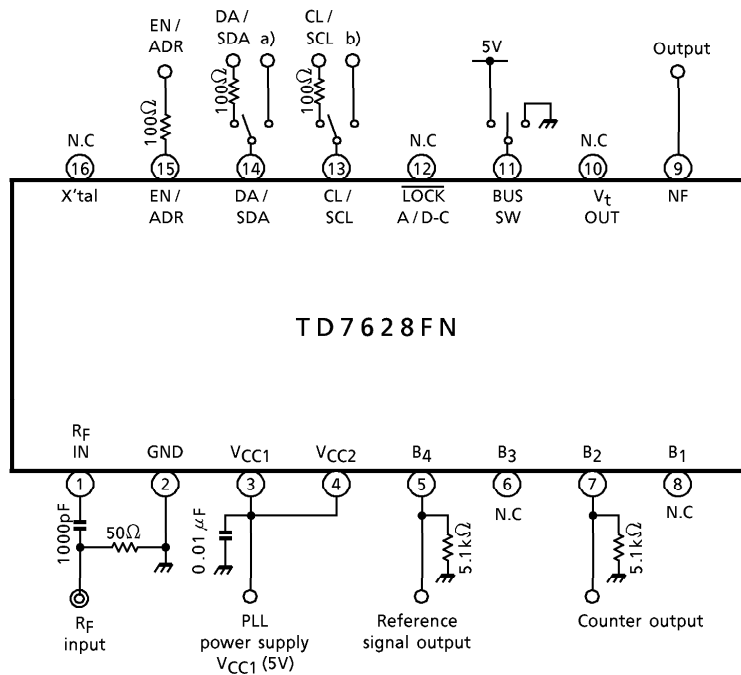 EN /
ADR
DA /
SDA a)
CL /
SCL b)
5V
Output
100Ω
100Ω
100Ω
N.C
N.C
N.C
16
15
14
13
12
11
10
9
X'tal
EN /
ADR
DA /
SDA
CL /
SCL
LOCK
A / D-C
BUS
SW
Vt
OUT
NF
TD7628FN
RF
IN
GND
VCC1
VCC2
B4
B3
B2
B1
1
2
3
4
5
6
7
8
N.C
N.C
1000pF
50Ω
0.01 μF
5.1kΩ
5.1kΩ
RF
input
PLL
power supply
VCC1 (5V)
Reference
signal output
Counter output